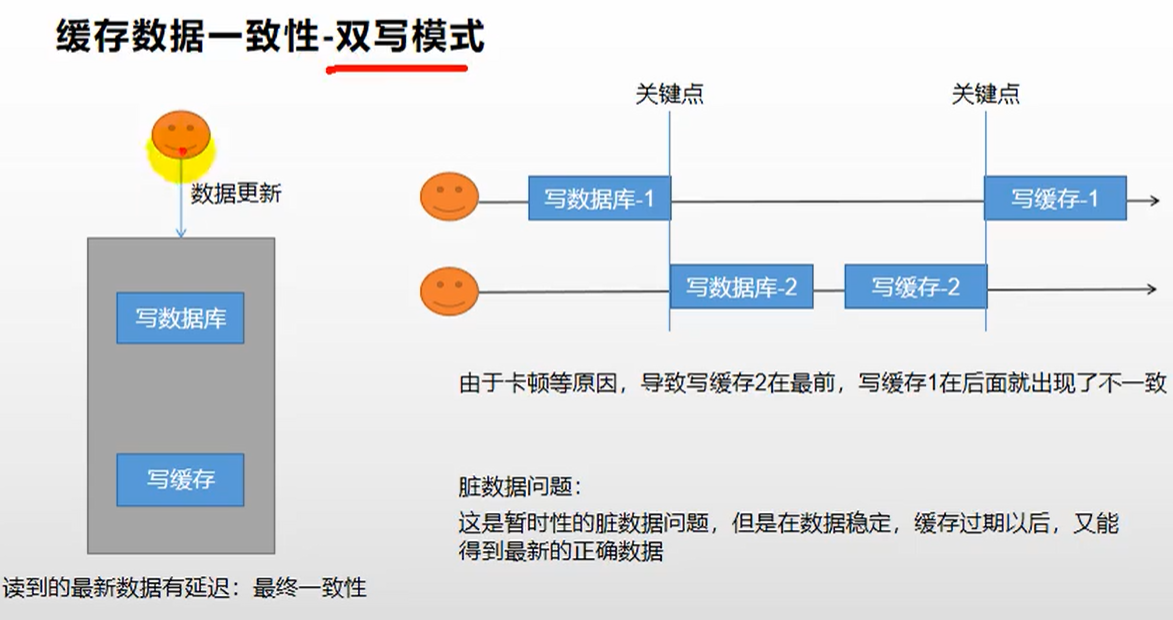 缓存数据一致性-双写模式
数据更新
写数据库
写缓存
读到的最新数据有延迟：最终一致性
关键点
关键点
写数据库-1
写缓存-1
写数据库-2
写缓存-2
由于卡顿等原因，导致写缓存2在最前，写缓存1在后面就出现了不一致
脏数据问题：
这是暂时性的脏数据问题，但是在数据稳定，缓存过期以后，又能
得到最新的正确数据